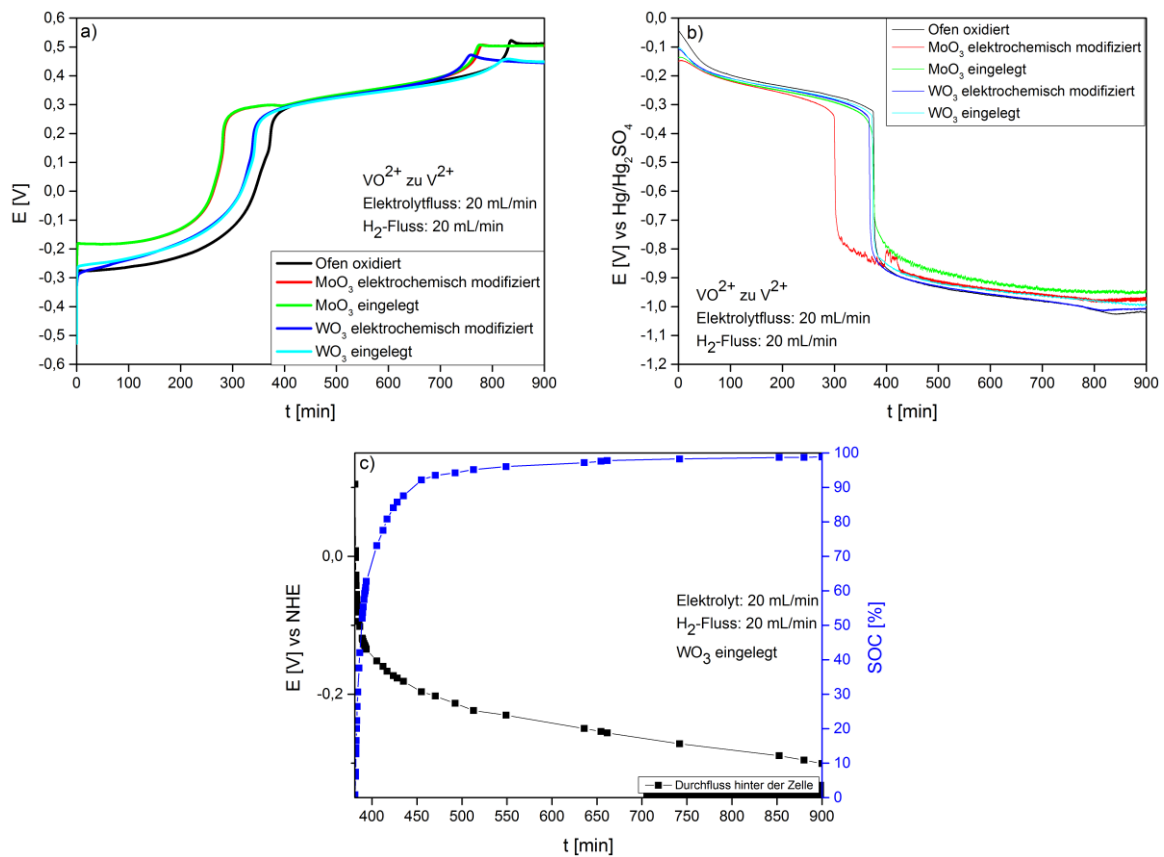 a)
E [V]
0,6
0,5
0,4
0,3
0,2
0,1
0,0
-0,1
-0,2
-0,3
-0,4
-0,5
-0,6
VO²⁺ zu V²⁺
Elektrolytfluss: 20 mL/min
H₂-Fluss: 20 mL/min
Ofen oxidiert
MoO₃ elektrochemisch modifiziert
MoO₃ eingelegt
WO₃ elektrochemisch modifiziert
WO₃ eingelegt
0 100 200 300 400 500 600 700 800 900
t [min]
b)
E [V] vs Hg/Hg₂SO₄
0,0
-0,1
-0,2
-0,3
-0,4
-0,5
-0,6
-0,7
-0,8
-0,9
-1,0
-1,1
-1,2
Ofen oxidiert
MoO₃ elektrochemisch modifiziert
MoO₃ eingelegt
WO₃ elektrochemisch modifiziert
WO₃ eingelegt
VO²⁺ zu V²⁺
Elektrolytfluss: 20 mL/min
H₂-Fluss: 20 mL/min
0 100 200 300 400 500 600 700 800 900
t [min]
c)
E [V] vs NHE
0,0
-0,2
Elektrolyt: 20 mL/min
H₂-Fluss: 20 mL/min
WO₃ eingelegt
Durchfluss hinter der Zelle
100
90
80
70
60
50
40
30
20
10
0
SOC [%]
400 450 500 550 600 650 700 750 800 850 900
t [min]